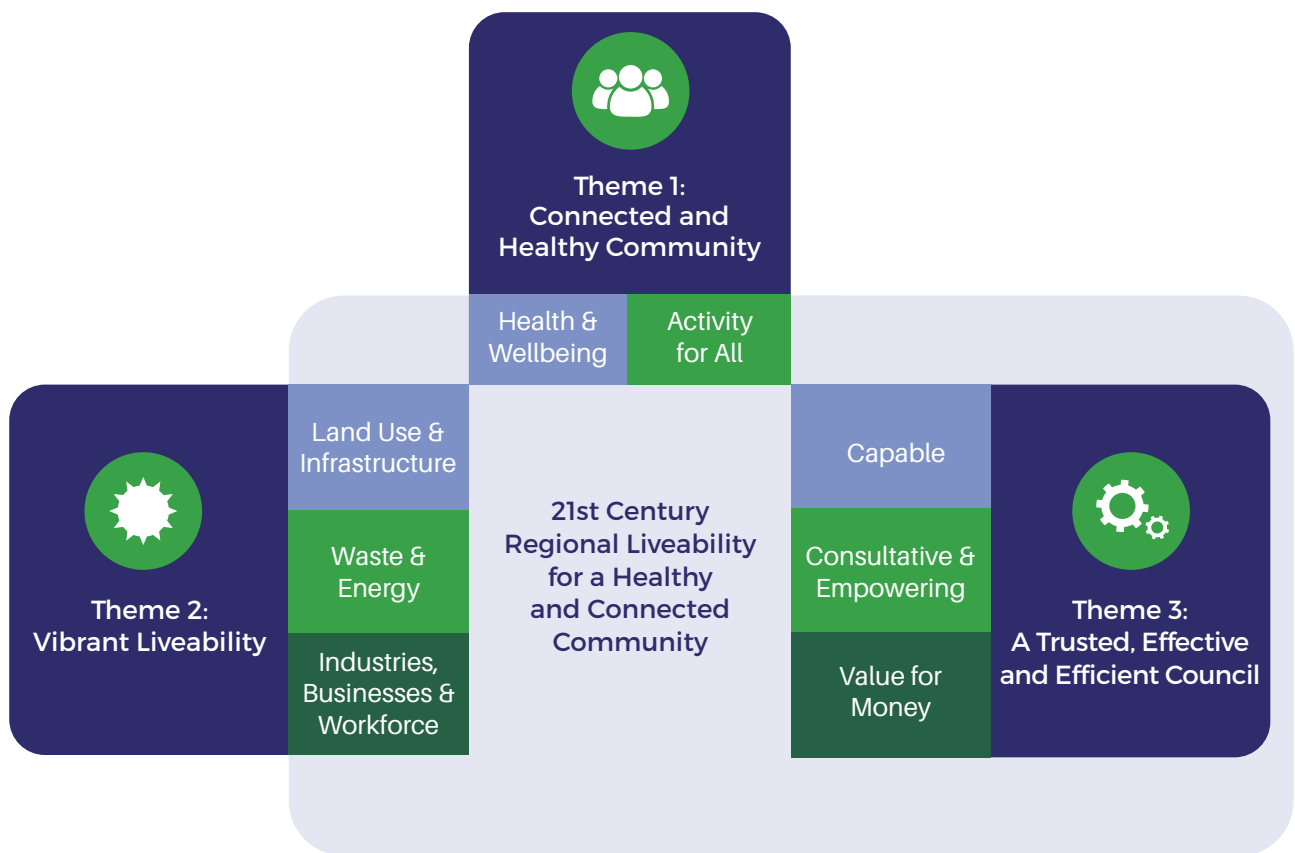 Theme 1:
Connected and
Healthy Community
Health &
Wellbeing
Activity
for All
Theme 2:
Vibrant Liveability
Land Use &
Infrastructure
Waste &
Energy
Industries,
Businesses &
Workforce
21st Century
Regional Liveability
for a Healthy
and Connected
Community
Capable
Consultative &
Empowering
Value for
Money
Theme 3:
A Trusted, Effective
and Efficient Council